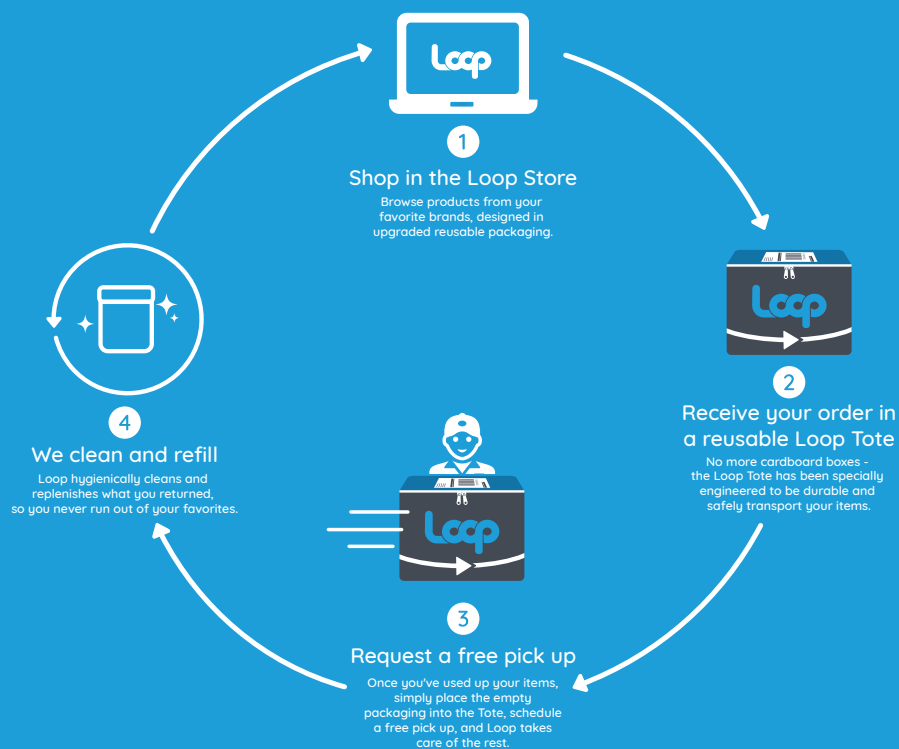 Loop
1
Shop in the Loop Store
Browse products from your
favorite brands, designed in
upgraded reusable packaging.
Loop
2
Receive your order in
a reusable Loop Tote
No more cardboard boxes -
the Loop Tote has been specially
engineered to be durable and
safely transport your items.
Loop
3
Request a free pick up
Once you've used up your items,
simply place the empty
packaging into the Tote, schedule
a free pick up, and Loop takes
care of the rest.
4
We clean and refill
Loop hygienically cleans and
replenishes what you returned,
so you never run out of your favorites.